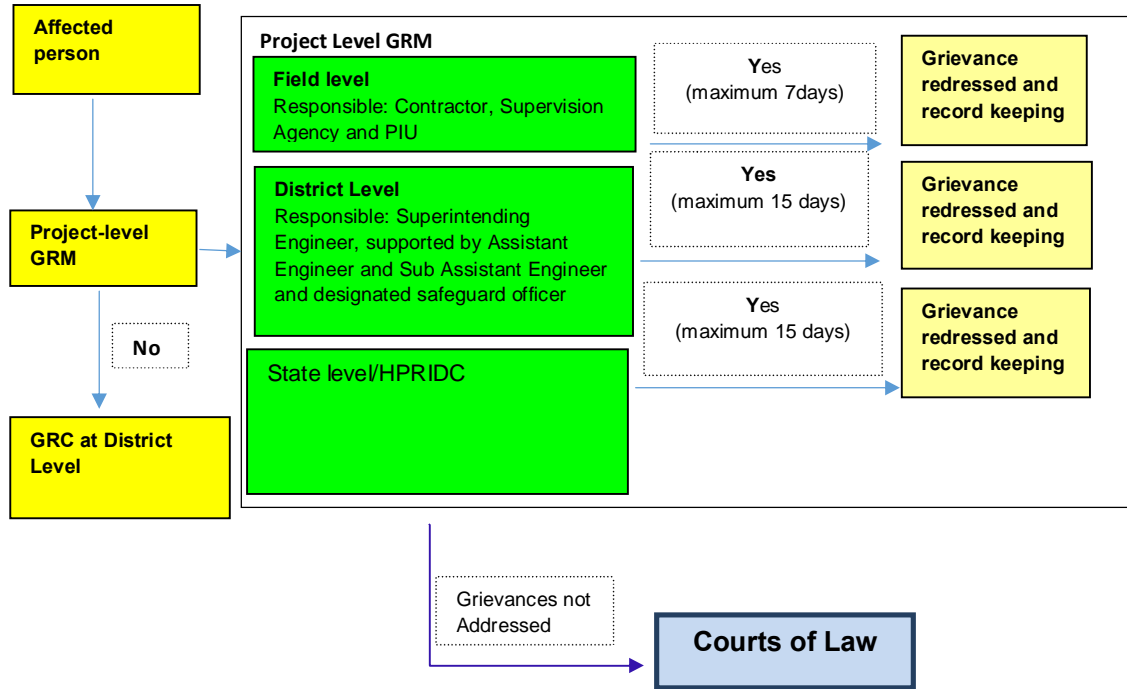 Affected
person
Project-level
GRM
No
GRC at District
Level
Project Level GRM
Field level
Responsible: Contractor, Supervision
Agency and PIU
Yes
(maximum 7days)
Grievance
redressed and
record keeping
District Level
Responsible: Superintending
Engineer, supported by Assistant
Engineer and Sub Assistant Engineer
and designated safeguard officer
Yes
(maximum 15 days)
Grievance
redressed and
record keeping
State level/HPRIDC
Yes
(maximum 15 days)
Grievance
redressed and
record keeping
Grievances not
Addressed
Courts of Law